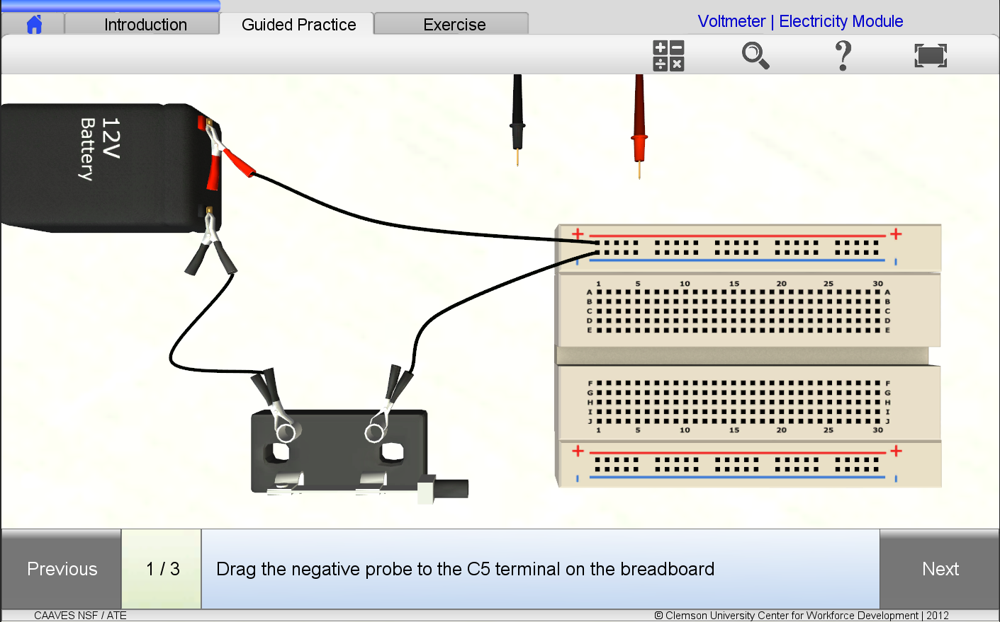 Introduction
Guided Practice
Exercise
Voltmeter | Electricity Module
12V
Battery
+ +
1 5 10 15 20 25 30
A A
B B
C C
D D
E E
F F
G G
H H
I I
J J
1 5 10 15 20 25 30
+ +
Previous
1 / 3
Drag the negative probe to the C5 terminal on the breadboard
Next
CAAVES NSF / ATE
© Clemson University Center for Workforce Development | 2012